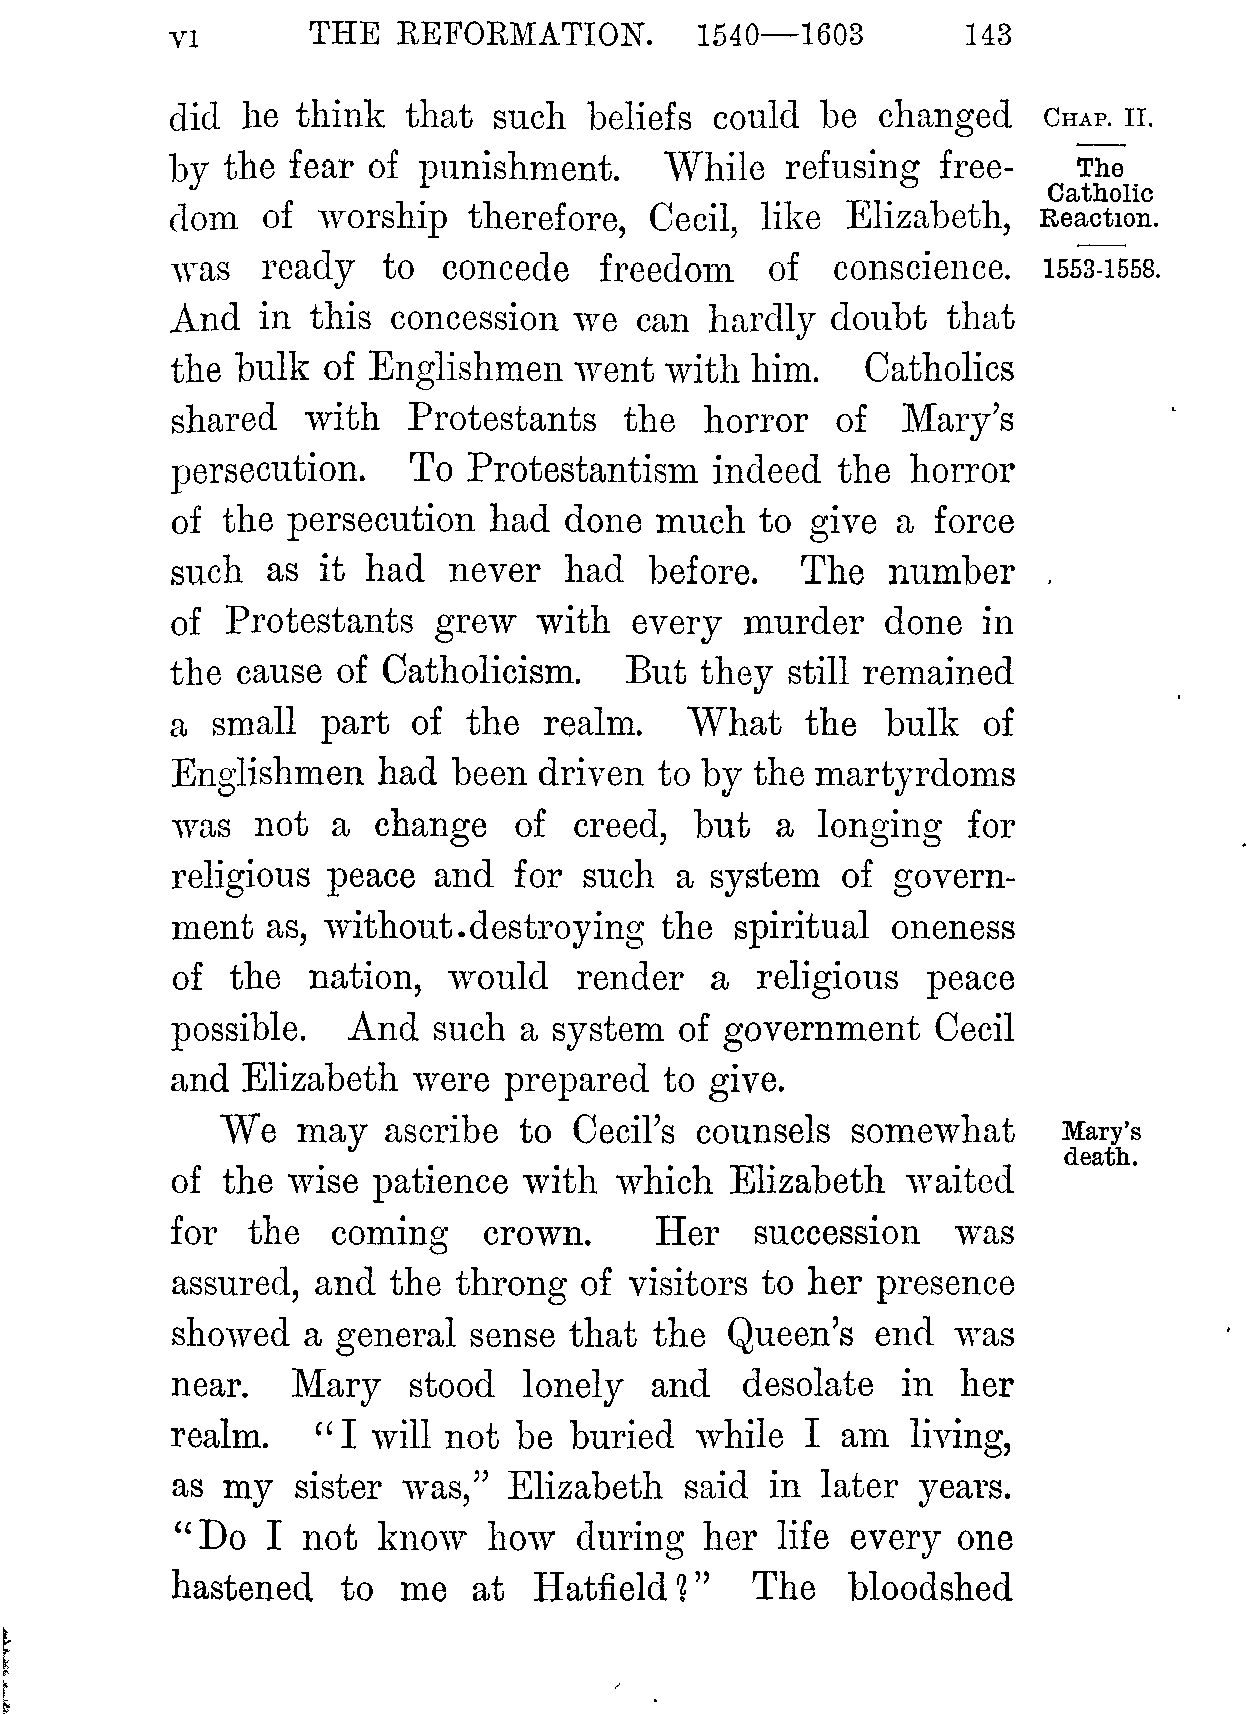 VI THE REFORMATION. 1540—1603 143
did he think that such beliefs could be changed
by the fear of punishment. While refusing free-
dom of worship therefore, Cecil, like Elizabeth,
was ready to concede freedom of conscience.
And in this concession we can hardly doubt that
the bulk of Englishmen went with him. Catholics
shared with Protestants the horror of Mary's
persecution. To Protestantism indeed the horror
of the persecution had done much to give a force
such as it had never had before. The number
of Protestants grew with every murder done in
the cause of Catholicism. But they still remained
a small part of the realm. What the bulk of
Englishmen had been driven to by the martyrdoms
was not a change of creed, but a longing for
religious peace and for such a system of govern-
ment as, without destroying the spiritual oneness
of the nation, would render a religious peace
possible. And such a system of government Cecil
and Elizabeth were prepared to give.
We may ascribe to Cecil's counsels somewhat
of the wise patience with which Elizabeth waited
for the coming crown. Her succession was
assured, and the throng of visitors to her presence
showed a general sense that the Queen's end was
near. Mary stood lonely and desolate in her
realm. "I will not be buried while I am living,
as my sister was," Elizabeth said in later years.
"Do I not know how during her life every one
hastened to me at Hatfield?" The bloodshed
CHAP. II.
The
Catholic
Reaction.
1553-1558.
Mary's
death.